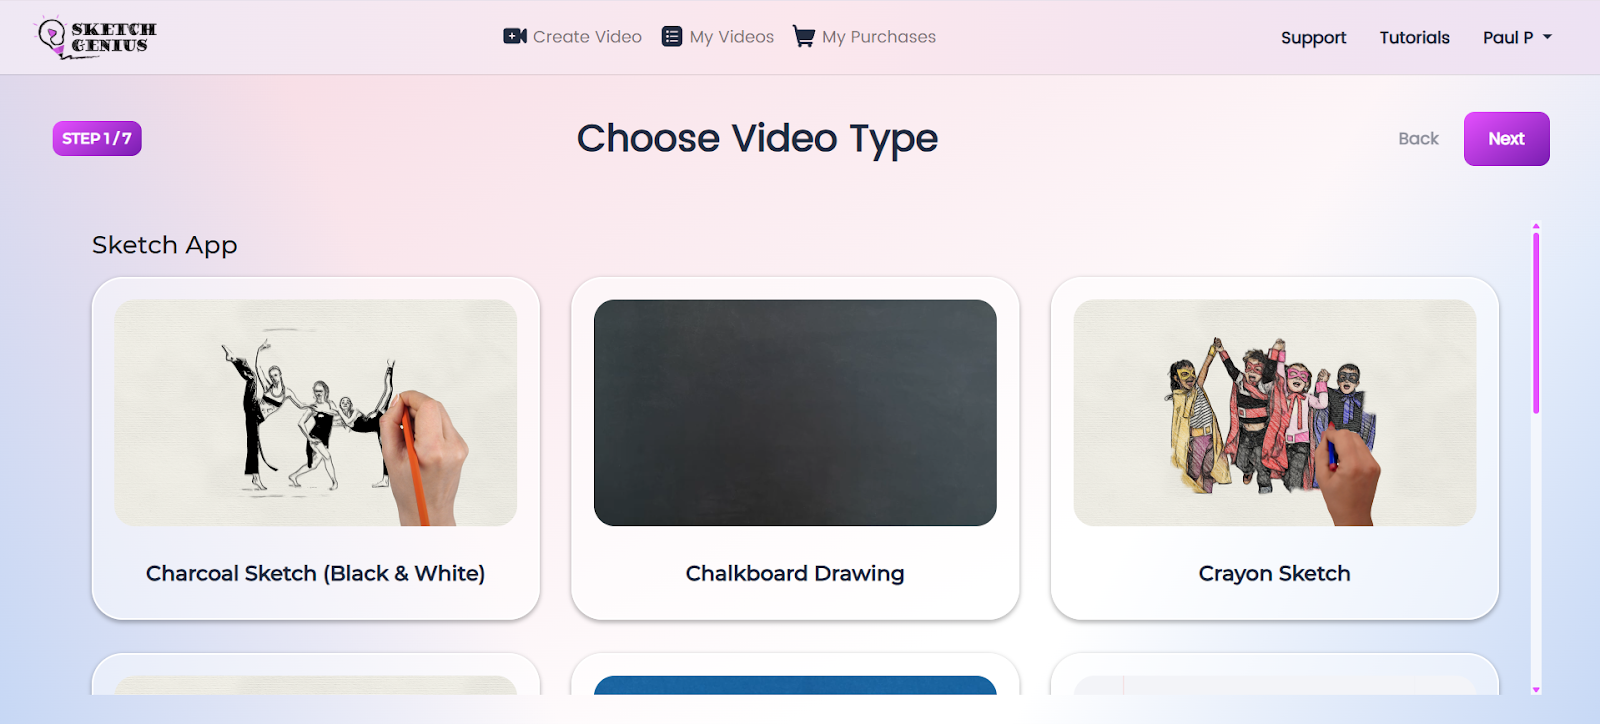 SKETCH
GENIUS
Create Video
My Videos
My Purchases
Support
Tutorials
Paul P
STEP 1 / 7
Choose Video Type
Back
Next
Sketch App
Charcoal Sketch (Black & White)
Chalkboard Drawing
Crayon Sketch